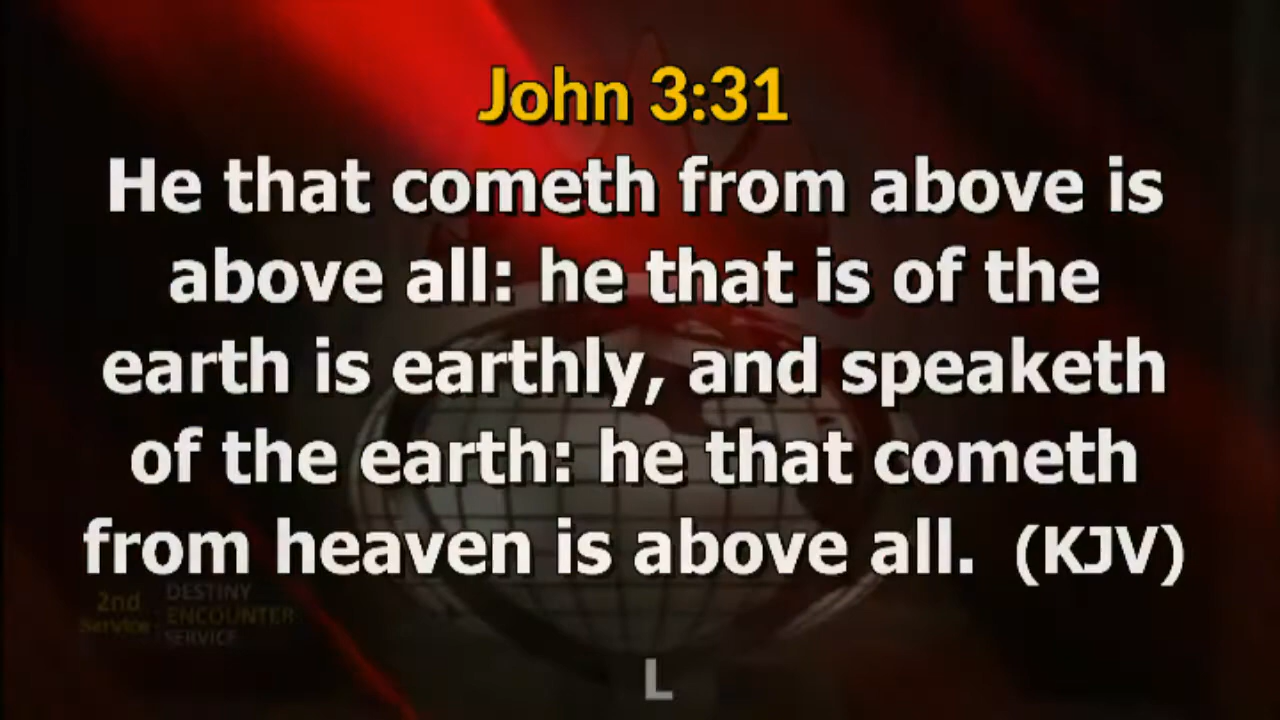 John 3:31
He that cometh from above is
above all: he that is of the
earth is earthly, and speaketh
of the earth: he that cometh
from heaven is above all. (KJV)
2nd Service
DESTINY
ENCOUNTER
SERVICE
L